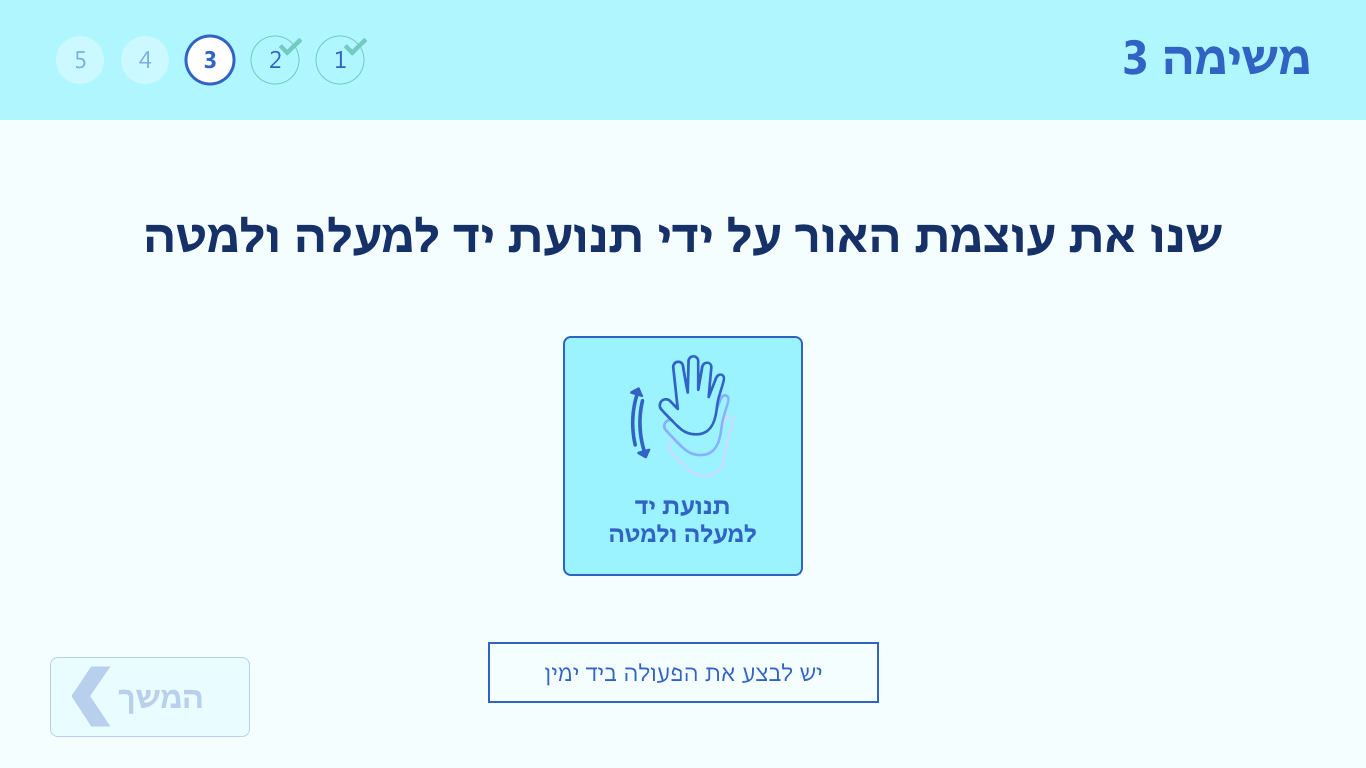 משימה 3
1 2 3 4 5
שנו את עוצמת האור על ידי תנועת יד למעלה ולמטה
תנועת יד
למעלה ולמטה
יש לבצע את הפעולה ביד ימין
המשך